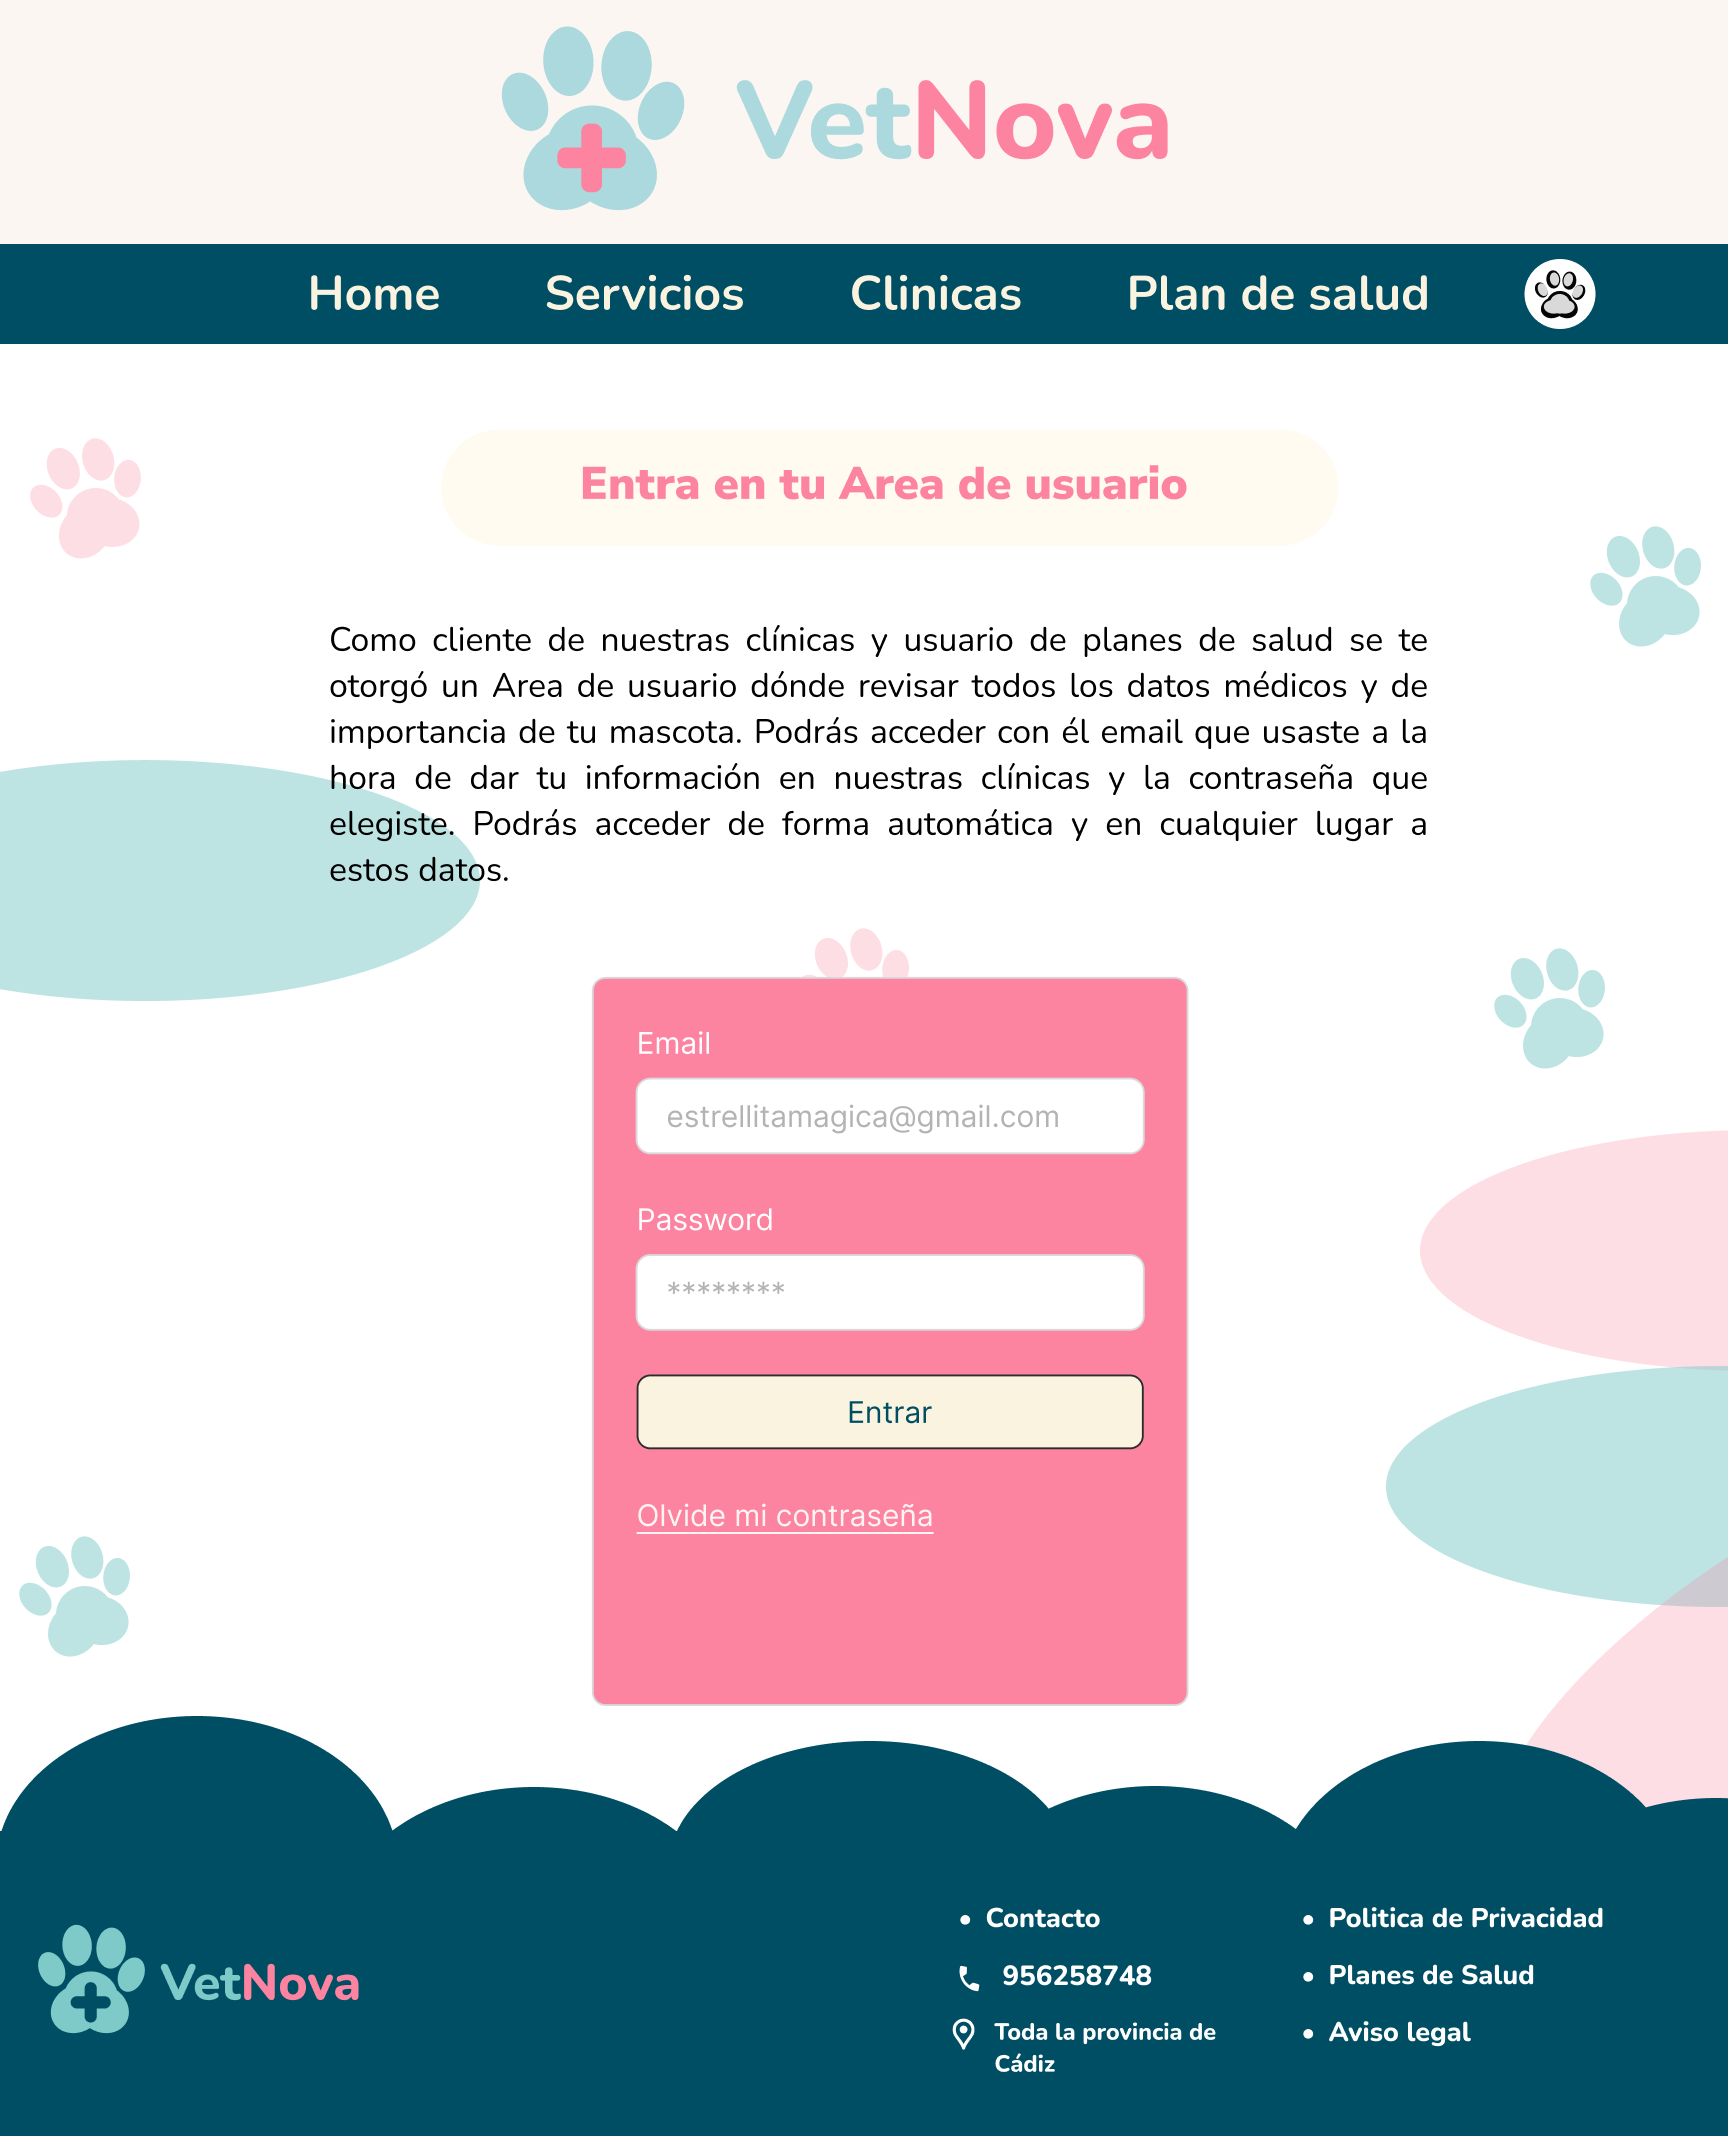 VetNova
Home Servicios Clinicas Plan de salud
Entra en tu Area de usuario
Como cliente de nuestras clínicas y usuario de planes de salud se te
otorgó un Area de usuario dónde revisar todos los datos médicos y de
importancia de tu mascota. Podrás acceder con él email que usaste a la
hora de dar tu información en nuestras clínicas y la contraseña que
elegiste. Podrás acceder de forma automática y en cualquier lugar a
estos datos.
Email
estrellitamagica@gmail.com
Password
********
Entrar
Olvide mi contraseña
VetNova
• Contacto
956258748
Toda la provincia de
Cádiz
• Politica de Privacidad
• Planes de Salud
• Aviso legal